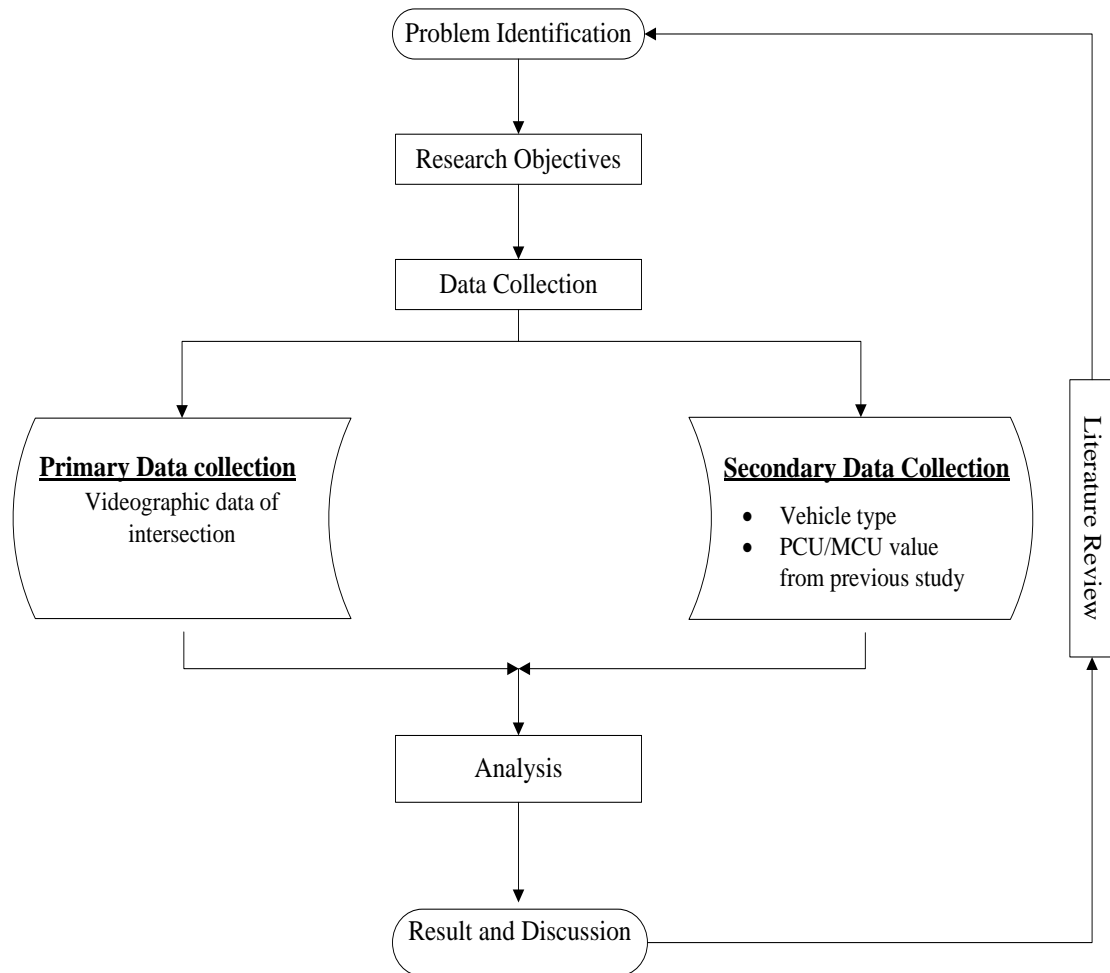 Problem Identification
Research Objectives
Data Collection
Primary Data collection
Videographic data of
intersection
Secondary Data Collection
• Vehicle type
• PCU/MCU value
from previous study
Literature Review
Analysis
Result and Discussion